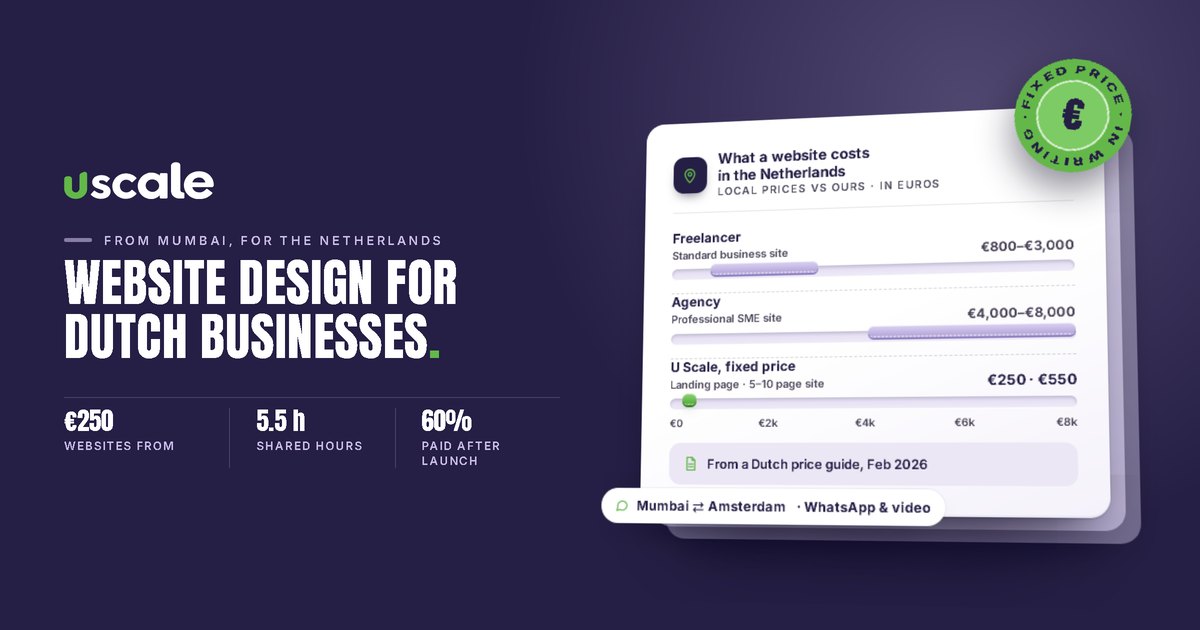 uscale
FROM MUMBAI, FOR THE NETHERLANDS
WEBSITE DESIGN FOR
DUTCH BUSINESSES.
€250
WEBSITES FROM
5.5 h
SHARED HOURS
60%
PAID AFTER
LAUNCH
FIXED PRICE · IN WRITING ·
€
What a website costs
in the Netherlands
LOCAL PRICES VS OURS · IN EUROS
Freelancer
Standard business site
€800–€3,000
Agency
Professional SME site
€4,000–€8,000
U Scale, fixed price
Landing page · 5–10 page site
€250 · €550
€0 €2k €4k €6k €8k
From a Dutch price guide, Feb 2026
Mumbai ⇄ Amsterdam · WhatsApp & video